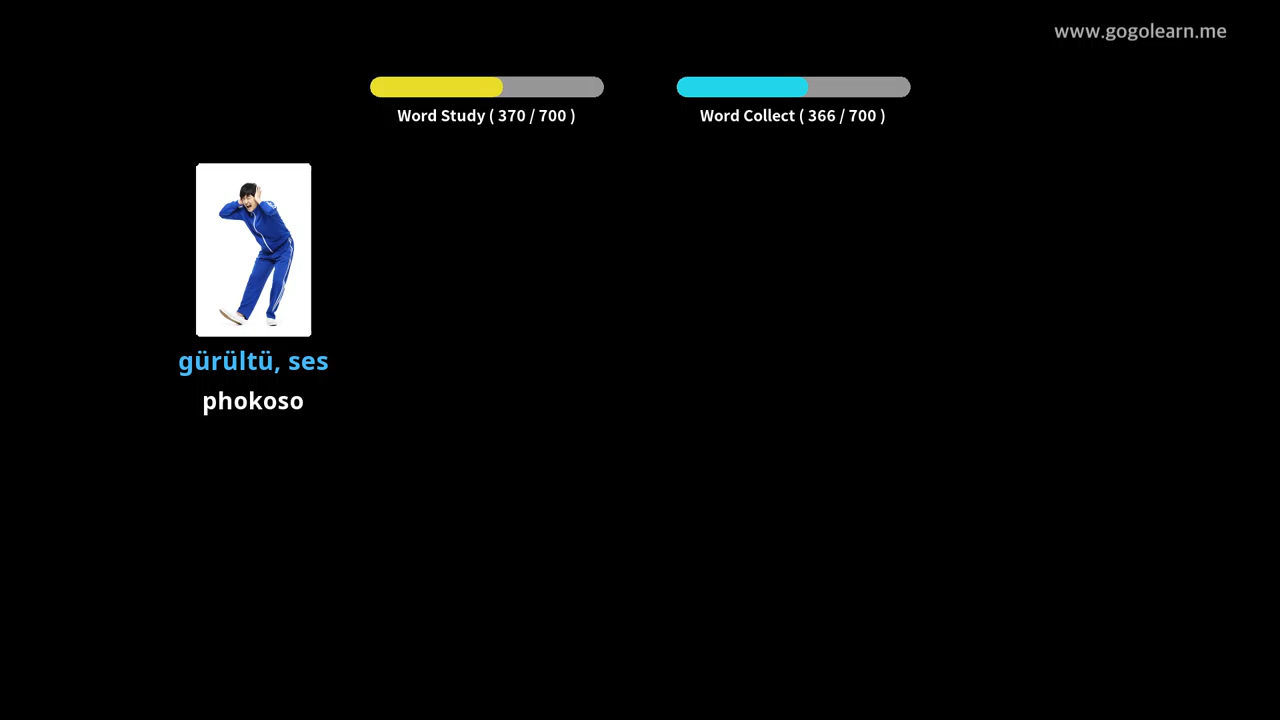 www.gogolearn.me
Word Study ( 370 / 700 )
Word Collect ( 366 / 700 )
gürültü, ses
phokoso